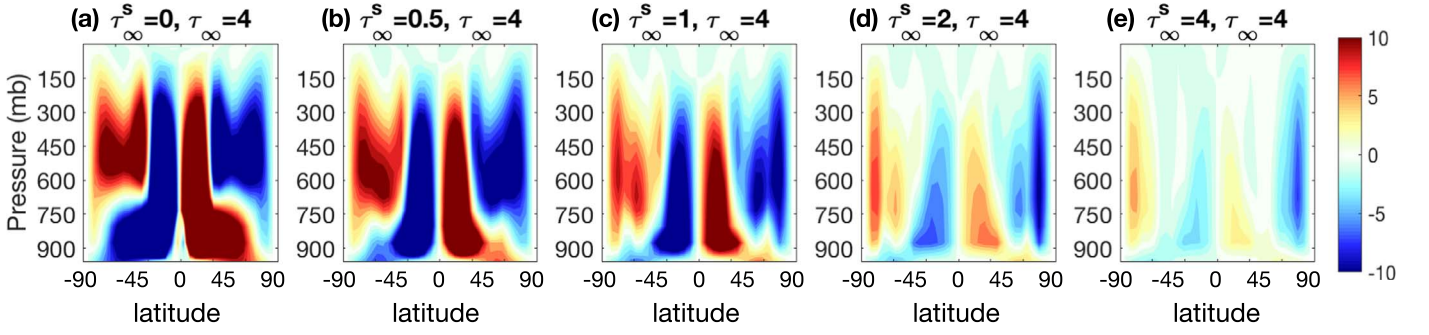 (a) τ^s_∞=0, τ_∞=4
(b) τ^s_∞=0.5, τ_∞=4
(c) τ^s_∞=1, τ_∞=4
(d) τ^s_∞=2, τ_∞=4
(e) τ^s_∞=4, τ_∞=4
Pressure (mb)
150
300
450
600
750
900
-90 -45 0 45 90
latitude
150
300
450
600
750
900
-90 -45 0 45 90
latitude
150
300
450
600
750
900
-90 -45 0 45 90
latitude
150
300
450
600
750
900
-90 -45 0 45 90
latitude
150
300
450
600
750
900
-90 -45 0 45 90
latitude
10
5
0
-5
-10